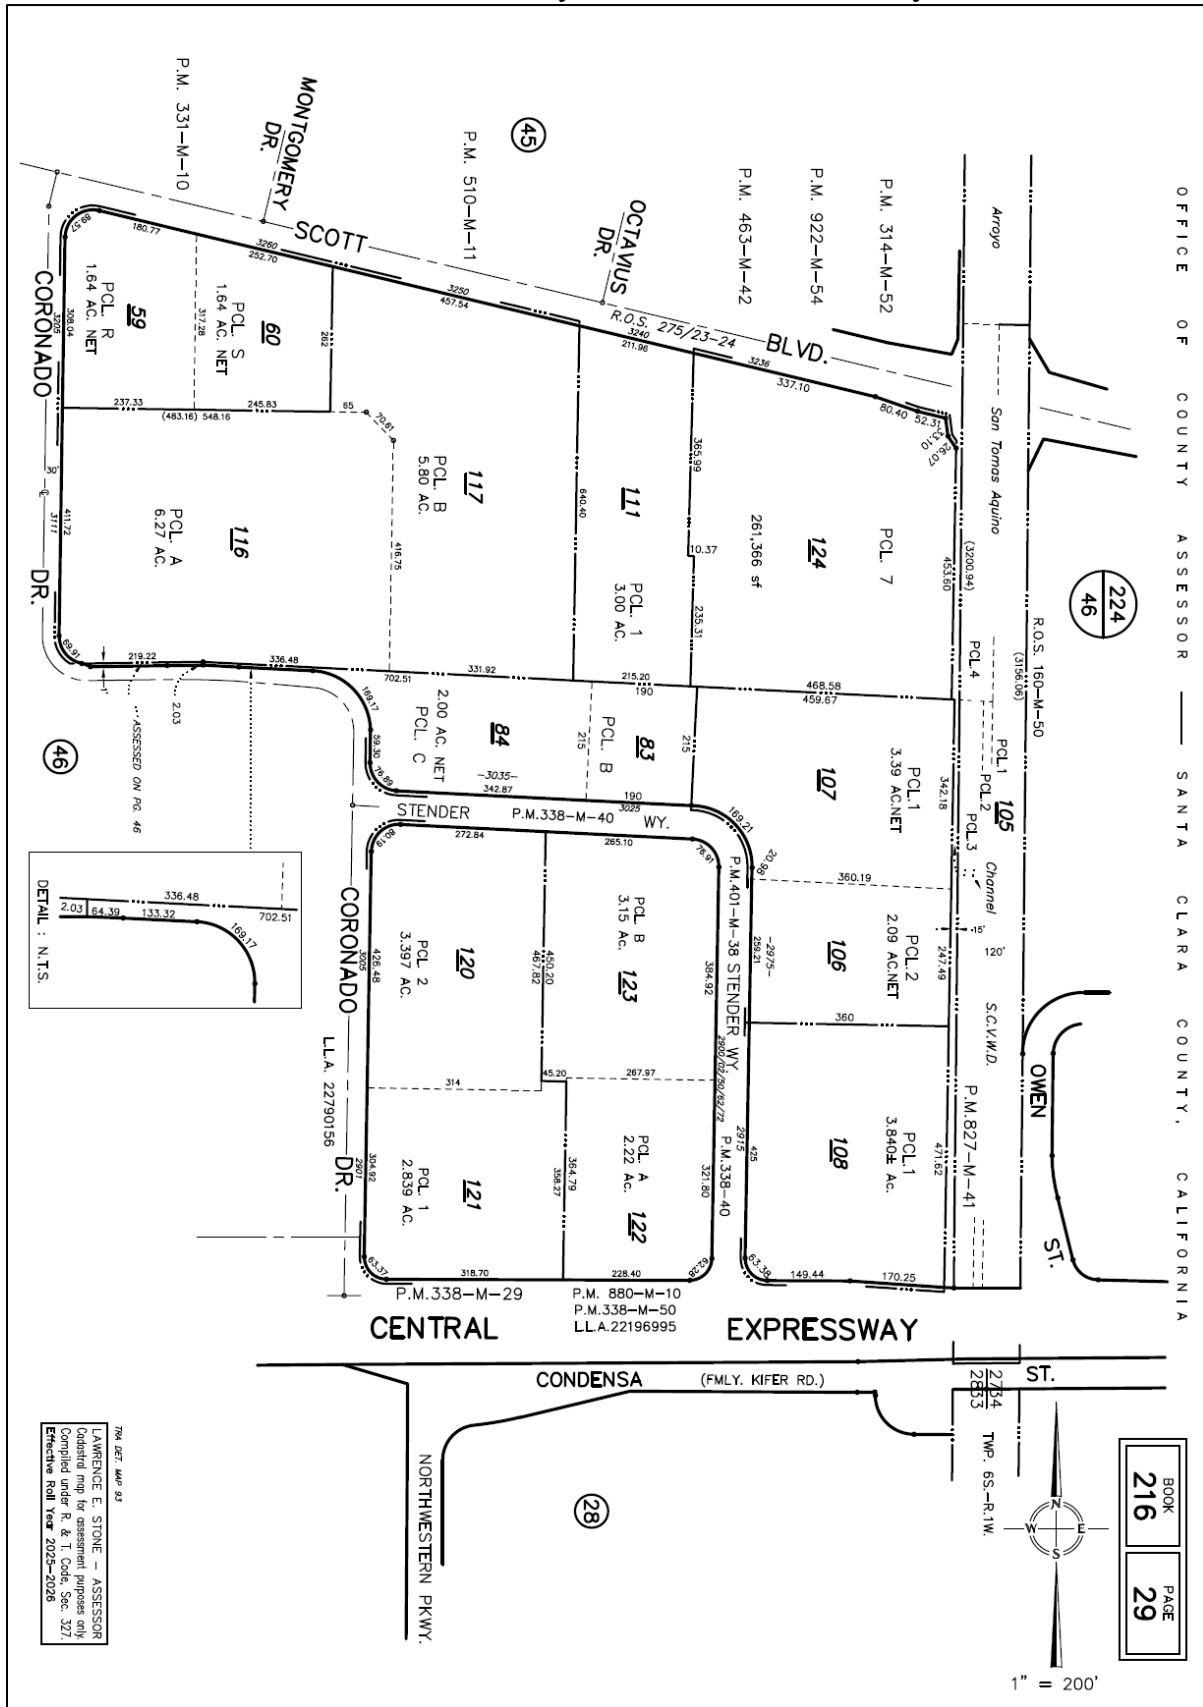 OFFICE OF COUNTY ASSESSOR — SANTA CLARA COUNTY, CALIFORNIA
BOOK
216
PAGE
29
224
46
45
46
28
P.M. 331-M-10
MONTGOMERY
DR.
P.M. 510-M-11
OCTAVIUS
DR.
P.M. 463-M-42
P.M. 922-M-54
P.M. 314-M-52
SCOTT
BLVD.
R.O.S. 275/23-24
Arroyo
San Tomas Aquino
Channel
S.C.V.W.D.
(3200.94)
(3156.06)
R.O.S. 160-M-50
P.M.827-M-41
89.57
180.77
3260
252.70
3250
457.54
3240
211.96
3236
337.10
80.40
52.31
26.07
59
PCL. R
1.64 AC. NET
308.04
3205
317.28
60
PCL. S
1.64 AC. NET
262
237.33
245.83
(483.16) 548.16
65
70.61
CORONADO
DR.
30'
116
PCL. A
6.27 AC.
411.72
3111
69.91
219.22
336.48
1'
2.03
... ASSESSED ON PG. 46
117
PCL. B
5.80 AC.
416.75
640.40
331.92
702.51
111
PCL. 1
3.00 AC.
365.99
10.37
235.31
215.20
124
PCL. 7
261,366 sf
453.60
468.58
459.67
PCL.4
PCL.1
PCL.2
PCL.3
105
84
PCL. C
2.00 AC. NET
169.17
59.30
76.89
-3035-
342.87
215
83
PCL. B
190
190
3025
215
107
PCL.1
3.39 AC.NET
342.18
169.21
20.98
360.19
106
PCL.2
2.09 AC.NET
247.49
-2975-
259.21
360
15'
120'
108
PCL.1
3.840± Ac.
471.62
2915
425
63.38
149.44
170.25
STENDER
P.M.338-M-40
WY.
P.M.401-M-38 STENDER WY.
P.M.338-40
2900/02/50/62/72
80.19
272.84
265.10
76.91
120
PCL 2
3.397 AC.
426.48
3005
450.20
467.82
314
45.20
123
PCL B
3.15 Ac.
384.92
267.97
121
PCL. 1
2.839 AC.
304.92
2901
63.37
318.70
364.79
358.27
122
PCL. A
2.22 Ac.
321.80
62.28
228.40
CORONADO
DR.
L.L.A. 22790156
P.M.338-M-29
P.M. 880-M-10
P.M.338-M-50
L.L.A.22196995
CENTRAL
EXPRESSWAY
CONDENSA
(FMLY. KIFER RD.)
ST.
OWEN
ST.
NORTHWESTERN PKWY.
2734
2833
TWP. 6S.-R.1W.
336.48
702.51
2.03
64.39
133.32
169.17
DETAIL : N.T.S.
N
E
S
W
1" = 200'
TRA DET. MAP 93
LAWRENCE E. STONE - ASSESSOR
Cadastral map for assessment purposes only.
Compiled under R. & T. Code, Sec. 327.
Effective Roll Year 2025-2026